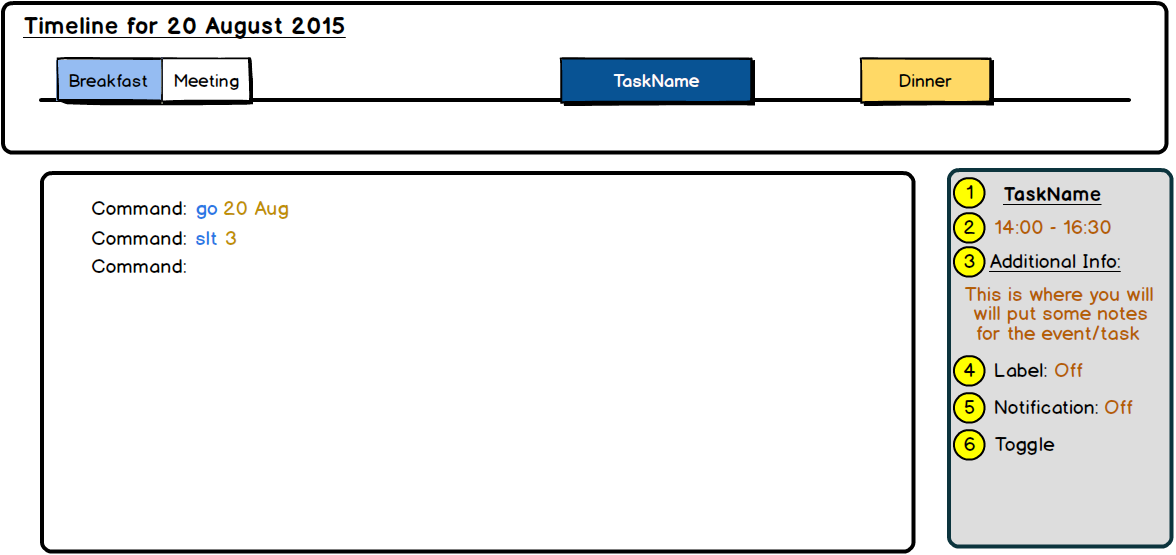 Timeline for 20 August 2015
Breakfast Meeting TaskName Dinner
Command: go 20 Aug
Command: slt 3
Command:
1 TaskName
2 14:00 - 16:30
3 Additional Info:
This is where you will
will put some notes
for the event/task
4 Label: Off
5 Notification: Off
6 Toggle